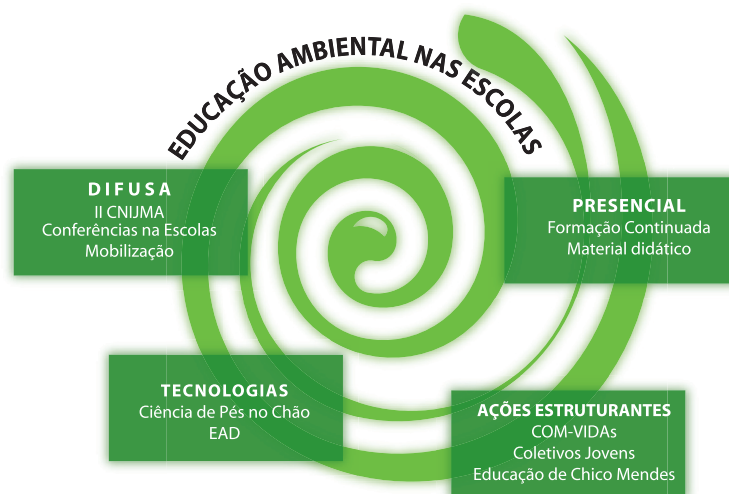 EDUCAÇÃO AMBIENTAL NAS ESCOLAS
DIFUSA
II CNIJMA
Conferências na Escolas
Mobilização
PRESENCIAL
Formação Continuada
Material didático
TECNOLOGIAS
Ciência de Pés no Chão
EAD
AÇÕES ESTRUTURANTES
COM-VIDAs
Coletivos Jovens
Educação de Chico Mendes